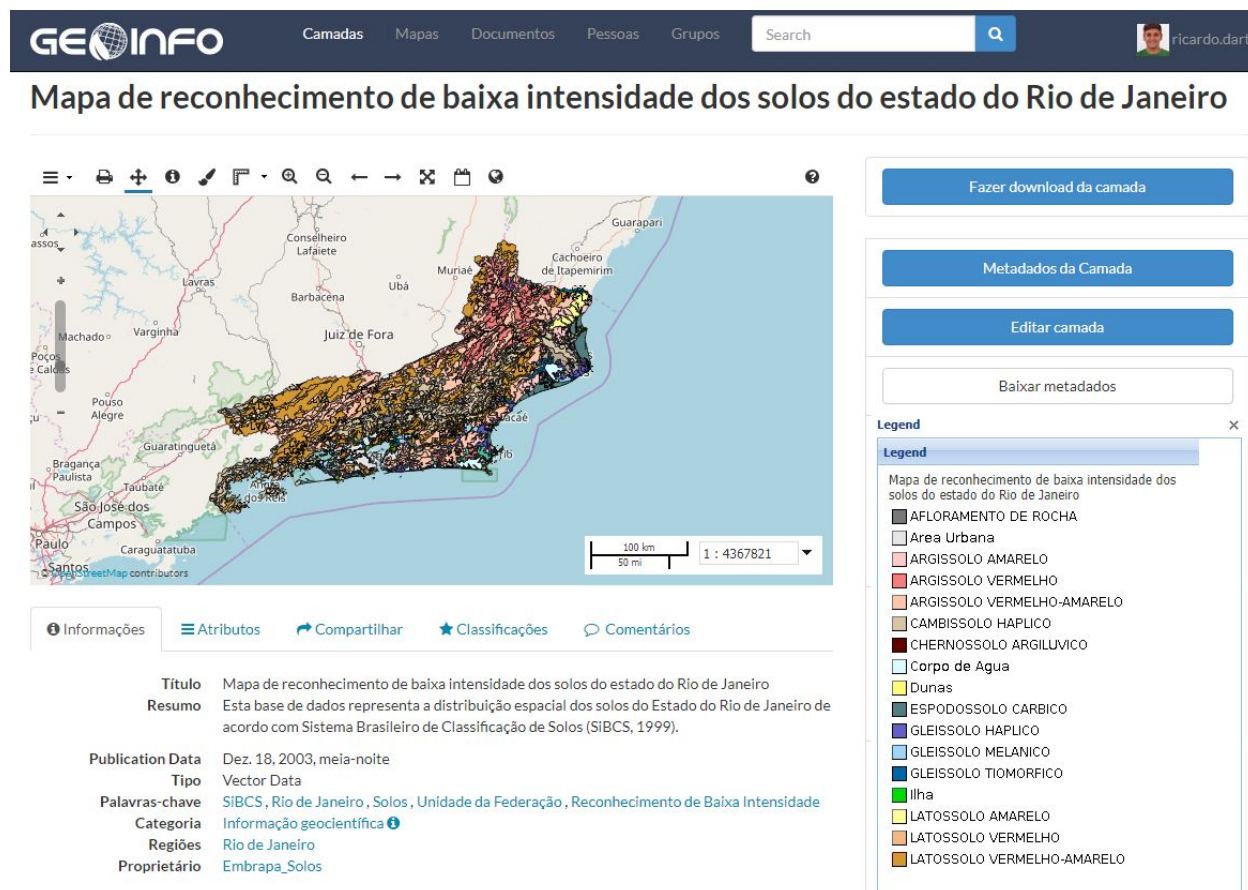 GEOINFO
Camadas Mapas Documentos Pessoas Grupos Search ricardo.dart
Mapa de reconhecimento de baixa intensidade dos solos do estado do Rio de Janeiro
Guarapari
Conselheiro
Lafaiete
Cachoeiro
de Itapemirim
Muriaé
Lavras
Ubá
Barbacena
Machado
Varginha
Juiz de Fora
Poços
Pouso
Alegre
Guaratinguetá
Bragança
Paulista
Taubaté
São José dos
Campos
Paulo
Caraguatatuba
Santos
dos Reis
© OpenStreetMap contributors
100 km
50 mi
1 : 4367821
Fazer download da camada
Metadados da Camada
Editar camada
Baixar metadados
Legend
Legend
Mapa de reconhecimento de baixa intensidade dos
solos do estado do Rio de Janeiro
AFLORAMENTO DE ROCHA
Area Urbana
ARGISSOLO AMARELO
ARGISSOLO VERMELHO
ARGISSOLO VERMELHO-AMARELO
CAMBISSOLO HAPLICO
CHERNOSSOLO ARGILUVICO
Corpo de Agua
Dunas
ESPODOSSOLO CARBICO
GLEISSOLO HAPLICO
GLEISSOLO MELANICO
GLEISSOLO TIOMORFICO
Ilha
LATOSSOLO AMARELO
LATOSSOLO VERMELHO
LATOSSOLO VERMELHO-AMARELO
Informações Atributos Compartilhar Classificações Comentários
Título Mapa de reconhecimento de baixa intensidade dos solos do estado do Rio de Janeiro
Resumo Esta base de dados representa a distribuição espacial dos solos do Estado do Rio de Janeiro de
acordo com Sistema Brasileiro de Classificação de Solos (SiBCS, 1999).
Publication Data Dez. 18, 2003, meia-noite
Tipo Vector Data
Palavras-chave SiBCS , Rio de Janeiro , Solos , Unidade da Federação , Reconhecimento de Baixa Intensidade
Categoria Informação geocientífica
Regiões Rio de Janeiro
Proprietário Embrapa_Solos